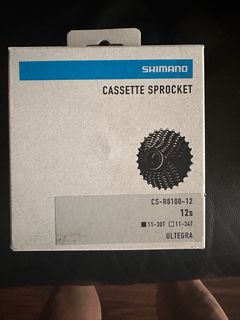 SHIMANO
CASSETTE SPROCKET
CS-R8100-12
12s
■ 11-30T □ 11-34T
ULTEGRA